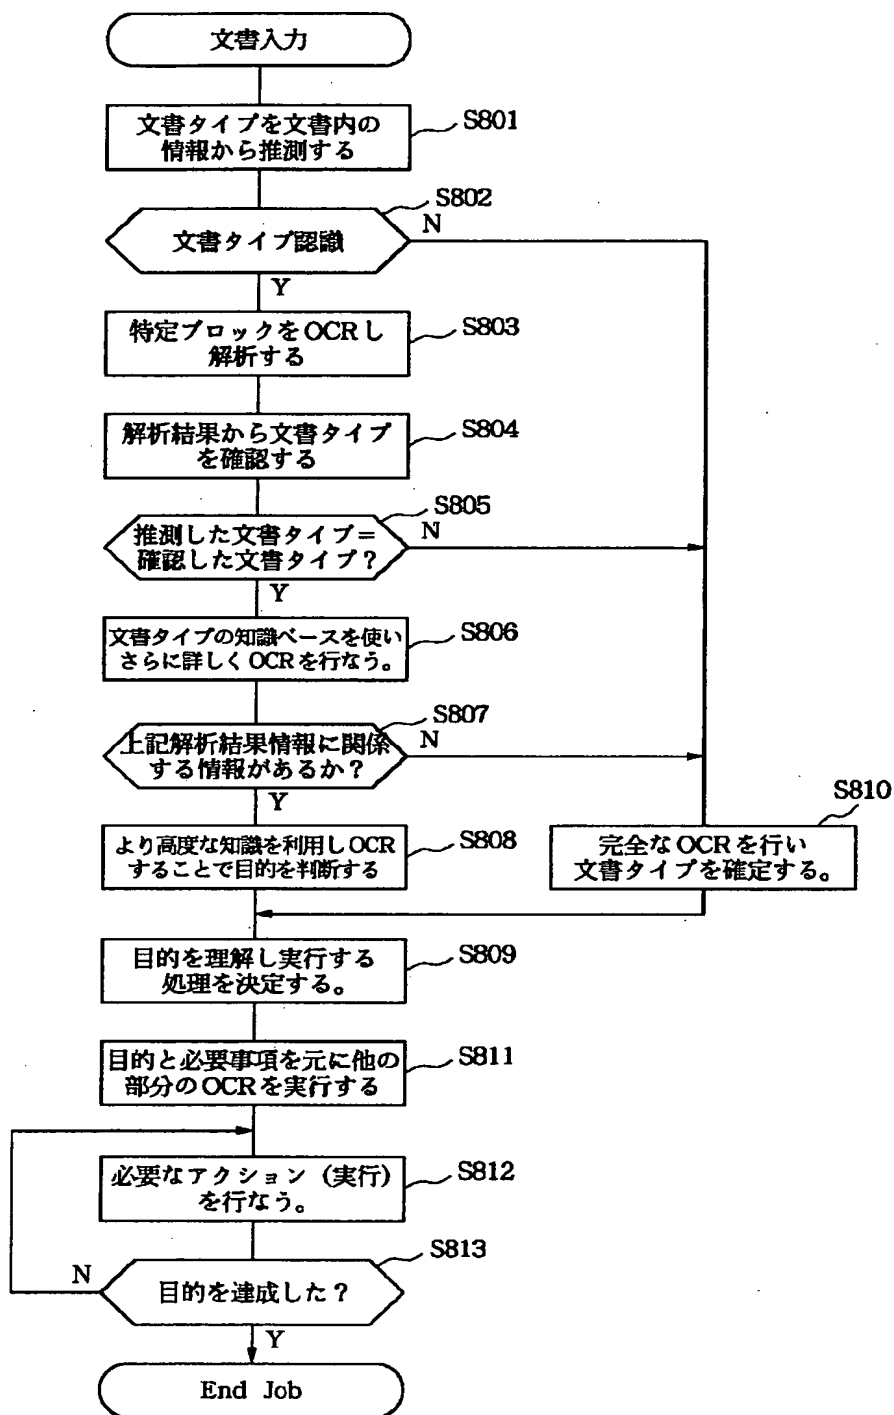 文書入力
文書タイプを文書内の
情報から推測する
S801
文書タイプ認識
S802
N
Y
特定ブロックをOCRし
解析する
S803
解析結果から文書タイプ
を確認する
S804
推測した文書タイプ=
確認した文書タイプ?
S805
N
Y
文書タイプの知識ベースを使い
さらに詳しくOCRを行なう。
S806
上記解析結果情報に関係
する情報があるか?
S807
N
Y
より高度な知識を利用しOCR
することで目的を判断する
S808
完全なOCRを行い
文書タイプを確定する。
S810
目的を理解し実行する
処理を決定する。
S809
目的と必要事項を元に他の
部分のOCRを実行する
S811
必要なアクション(実行)
を行なう。
S812
目的を達成した?
S813
N
Y
End Job